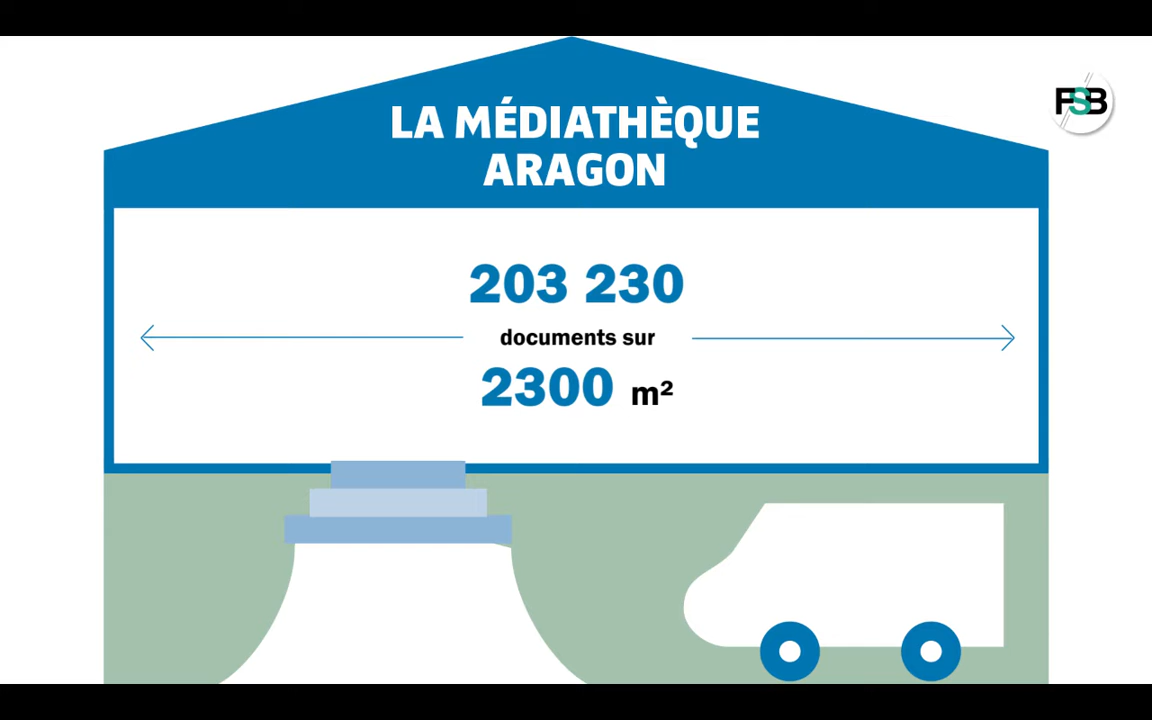 LA MÉDIATHÈQUE
ARAGON
FSB
203 230
documents sur
2300 m²